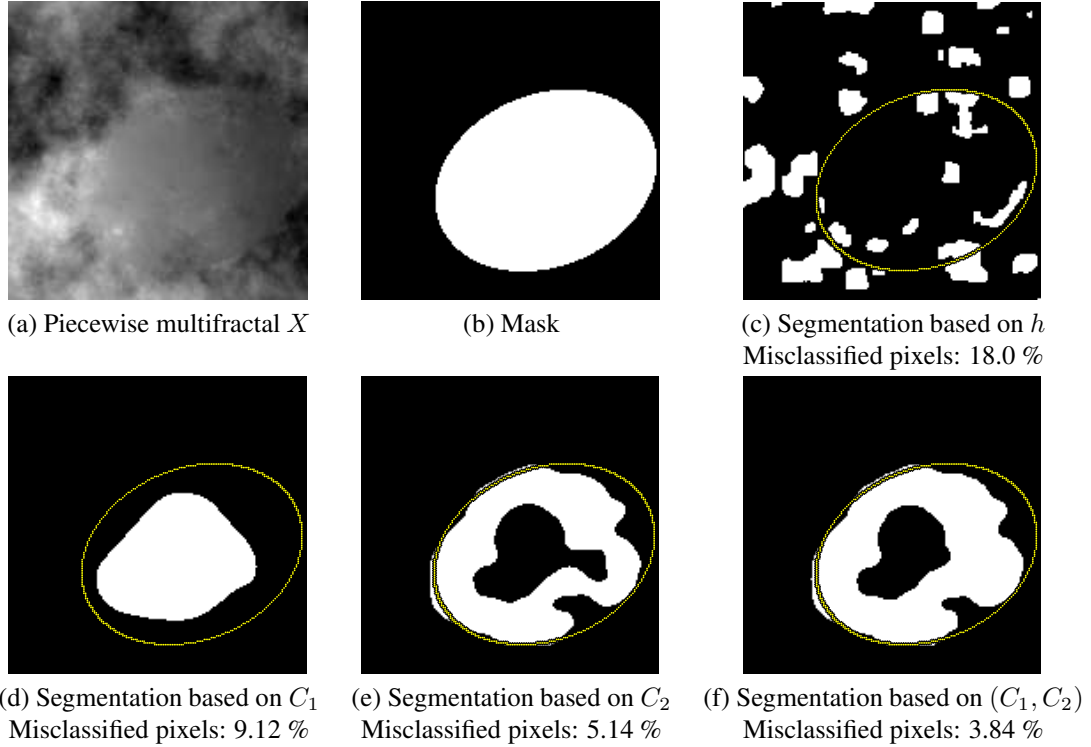 (a) Piecewise multifractal X
(b) Mask
(c) Segmentation based on h
Misclassified pixels: 18.0 %
(d) Segmentation based on C₁
Misclassified pixels: 9.12 %
(e) Segmentation based on C₂
Misclassified pixels: 5.14 %
(f) Segmentation based on (C₁, C₂)
Misclassified pixels: 3.84 %